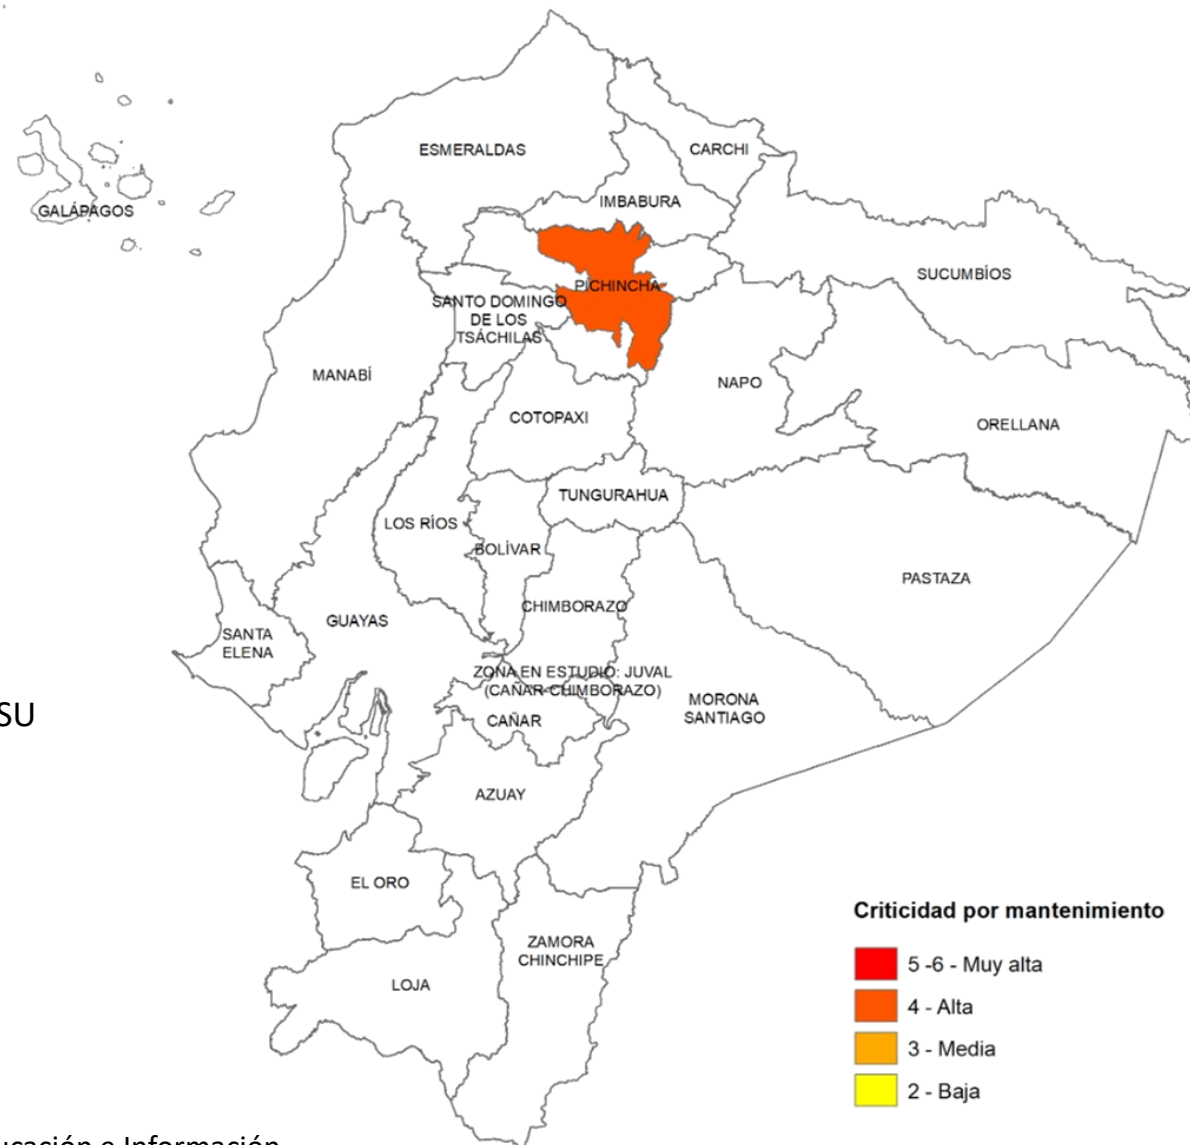 ESMERALDAS
CARCHI
IMBABURA
GALÁPAGOS
SUCUMBÍOS
PICHINCHA
SANTO DOMINGO
DE LOS
TSÁCHILAS
MANABÍ
NAPO
COTOPAXI
ORELLANA
TUNGURAHUA
LOS RÍOS
BOLÍVAR
PASTAZA
CHIMBORAZO
GUAYAS
SANTA
ELENA
ZONA EN ESTUDIO: JUVAL
(CAÑAR-CHIMBORAZO)
MORONA
SANTIAGO
SU
CAÑAR
AZUAY
EL ORO
ZAMORA
CHINCHIPE
LOJA
Criticidad por mantenimiento
5 -6 - Muy alta
4 - Alta
3 - Media
2 - Baja
ucación e Información